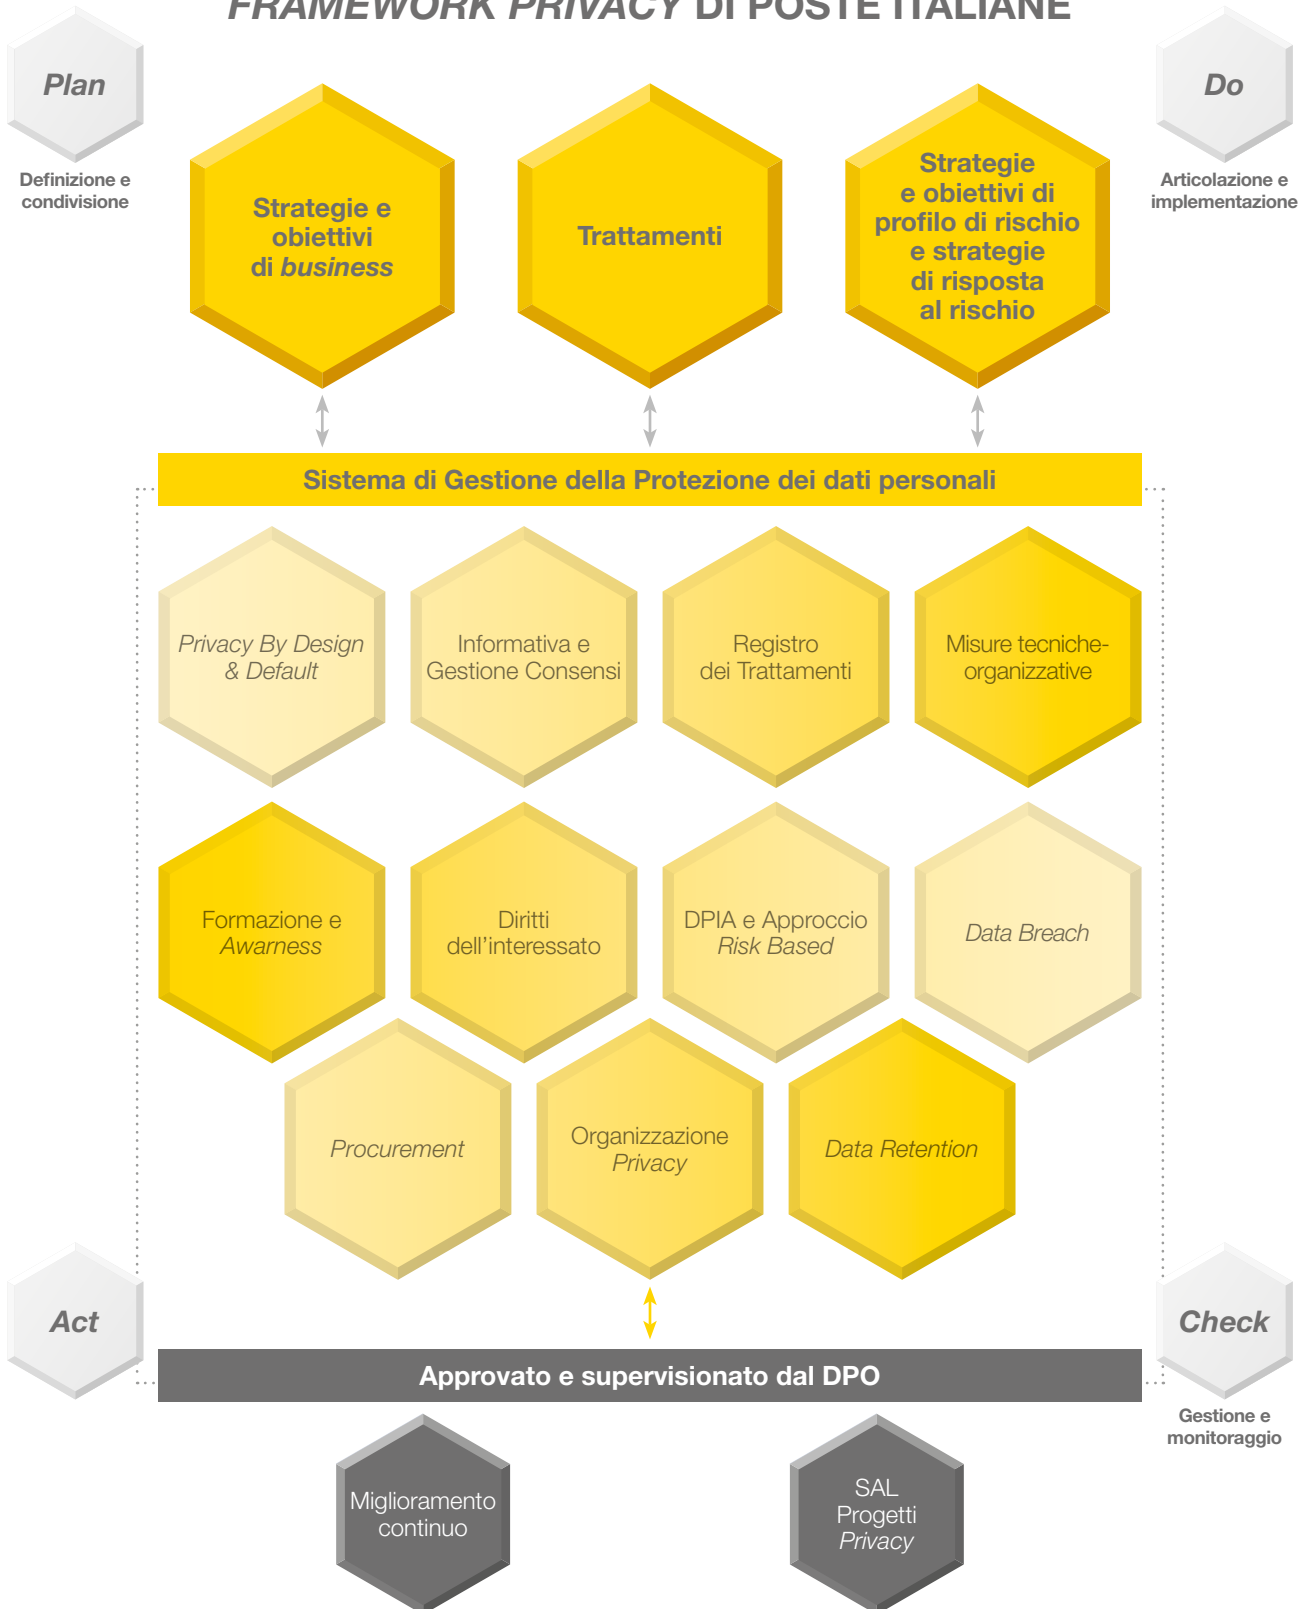 FRAMEWORK PRIVACY DI POSTE ITALIANE
Plan
Definizione e
condivisione
Do
Articolazione e
implementazione
Strategie e
obiettivi
di business
Trattamenti
Strategie
e obiettivi di
profilo di rischio
e strategie
di risposta
al rischio
Sistema di Gestione della Protezione dei dati personali
Privacy By Design
& Default
Informativa e
Gestione Consensi
Registro
dei Trattamenti
Misure tecniche-
organizzative
Formazione e
Awarness
Diritti
dell’interessato
DPIA e Approccio
Risk Based
Data Breach
Procurement
Organizzazione
Privacy
Data Retention
Act
Check
Gestione e
monitoraggio
Approvato e supervisionato dal DPO
Miglioramento
continuo
SAL
Progetti
Privacy